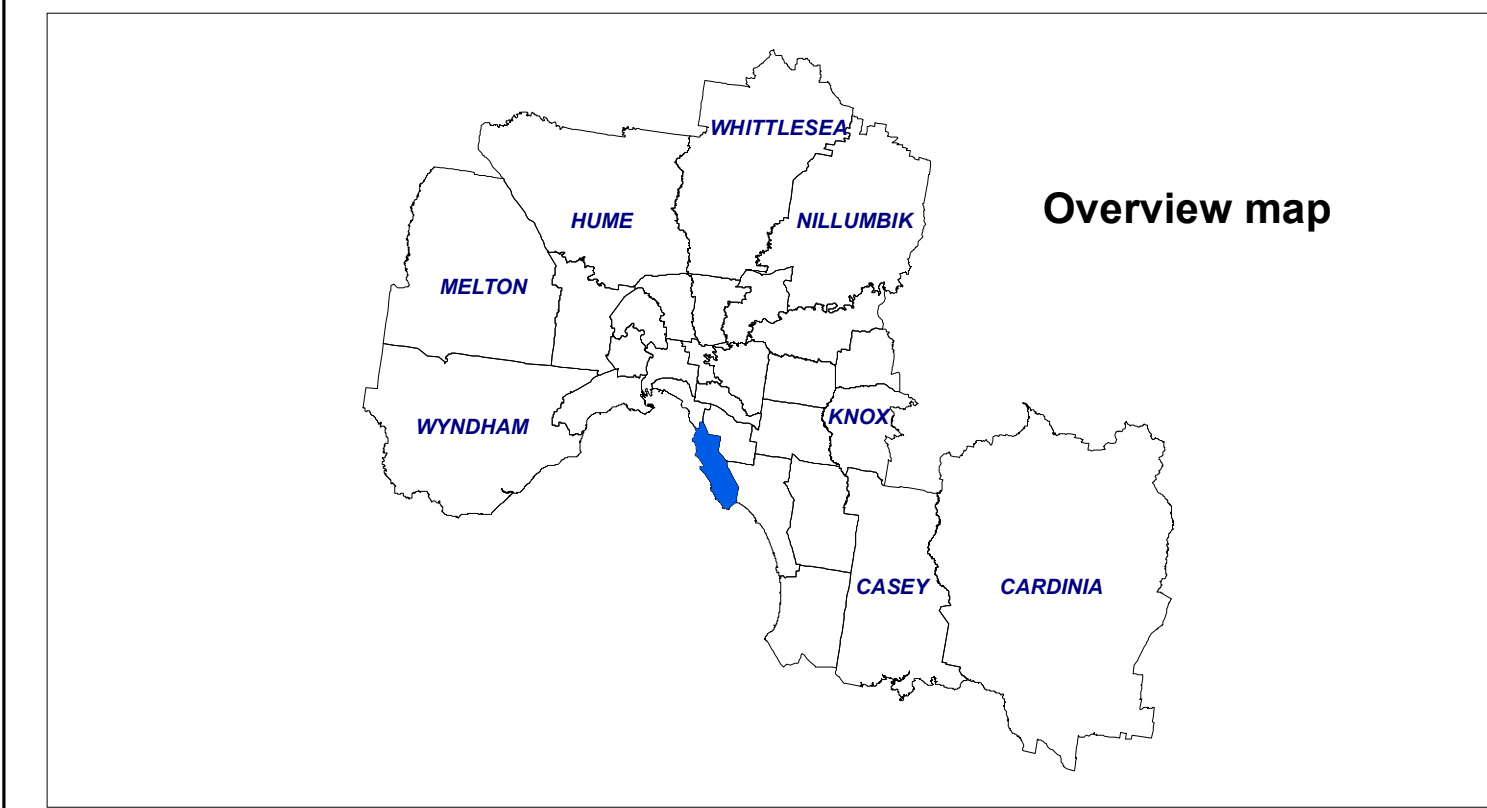 WHITTLESEA
Overview map
HUME
NILLUMBIK
MELTON
KNOX
WYNDHAM
CASEY
CARDINIA